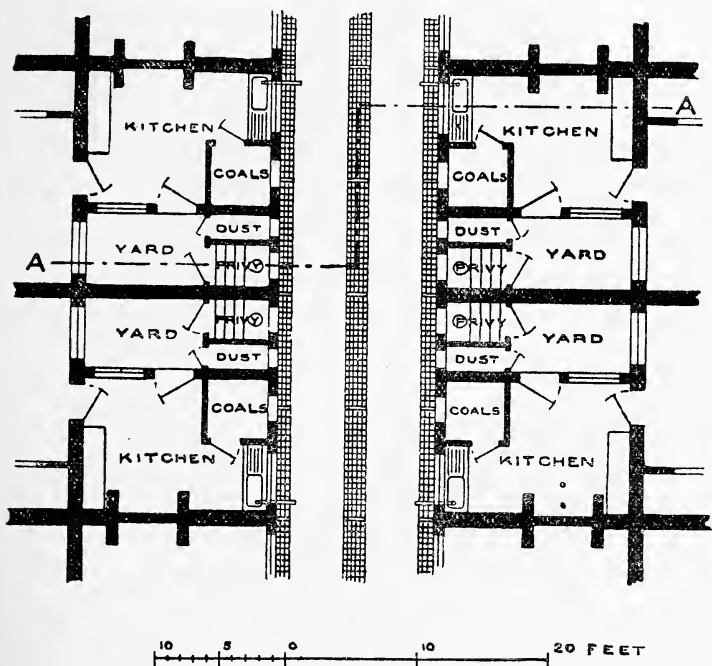 KITCHEN
A
KITCHEN
COALS
COALS
DUST
DUST
YARD
YARD
A
PRIVY
PRIVY
YARD
PRIVY
PRIVY
YARD
DUST
DUST
COALS
COALS
KITCHEN
KITCHEN
10 5 0 10 20 FEET